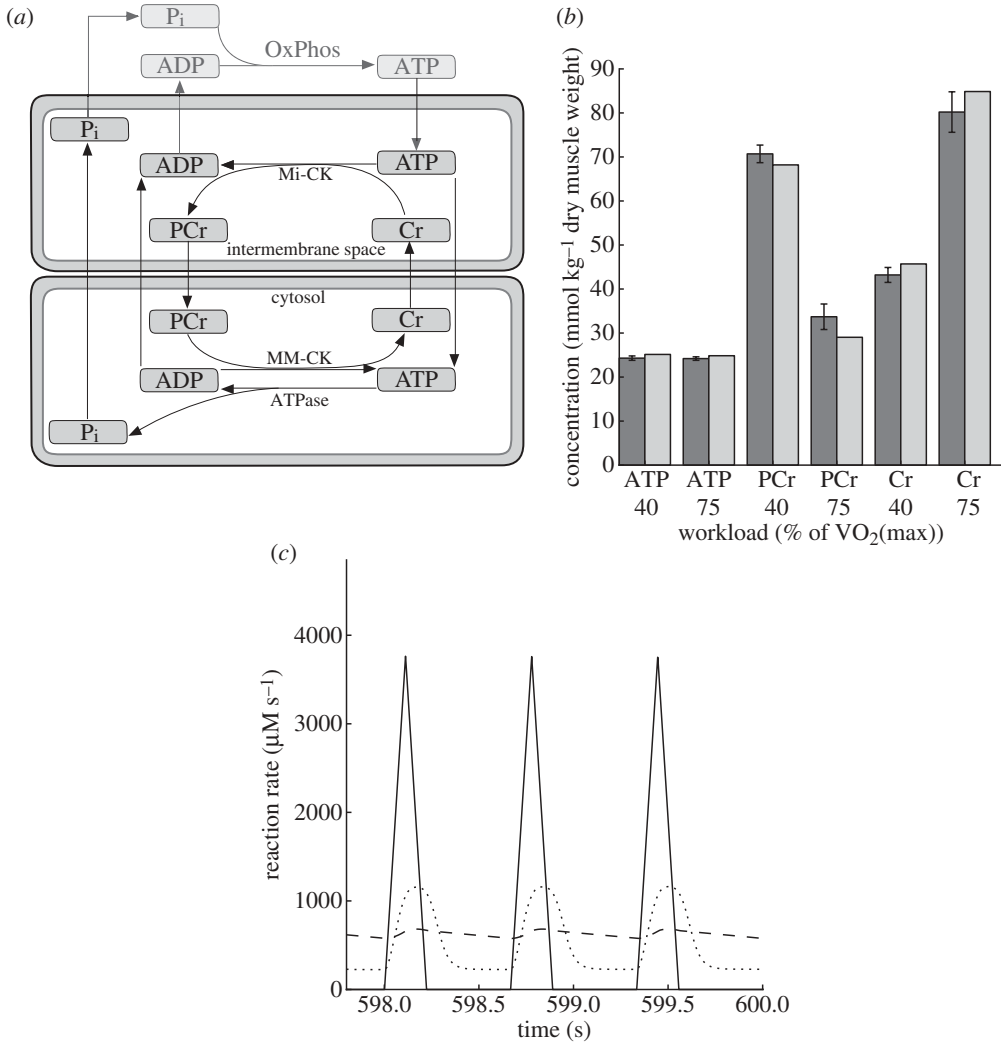 (a)
Pi
OxPhos
ADP
ATP
Pi
ADP
ATP
Mi-CK
PCr
Cr
intermembrane space
cytosol
PCr
Cr
MM-CK
ADP
ATP
ATPase
Pi
(b)
concentration (mmol kg−1 dry muscle weight)
90
80
70
60
50
40
30
20
10
0
ATP ATP PCr PCr Cr Cr
40 75 40 75 40 75
workload (% of VO2(max))
(c)
reaction rate (µM s−1)
4000
3000
2000
1000
0
598.0 598.5 599.0 599.5 600.0
time (s)